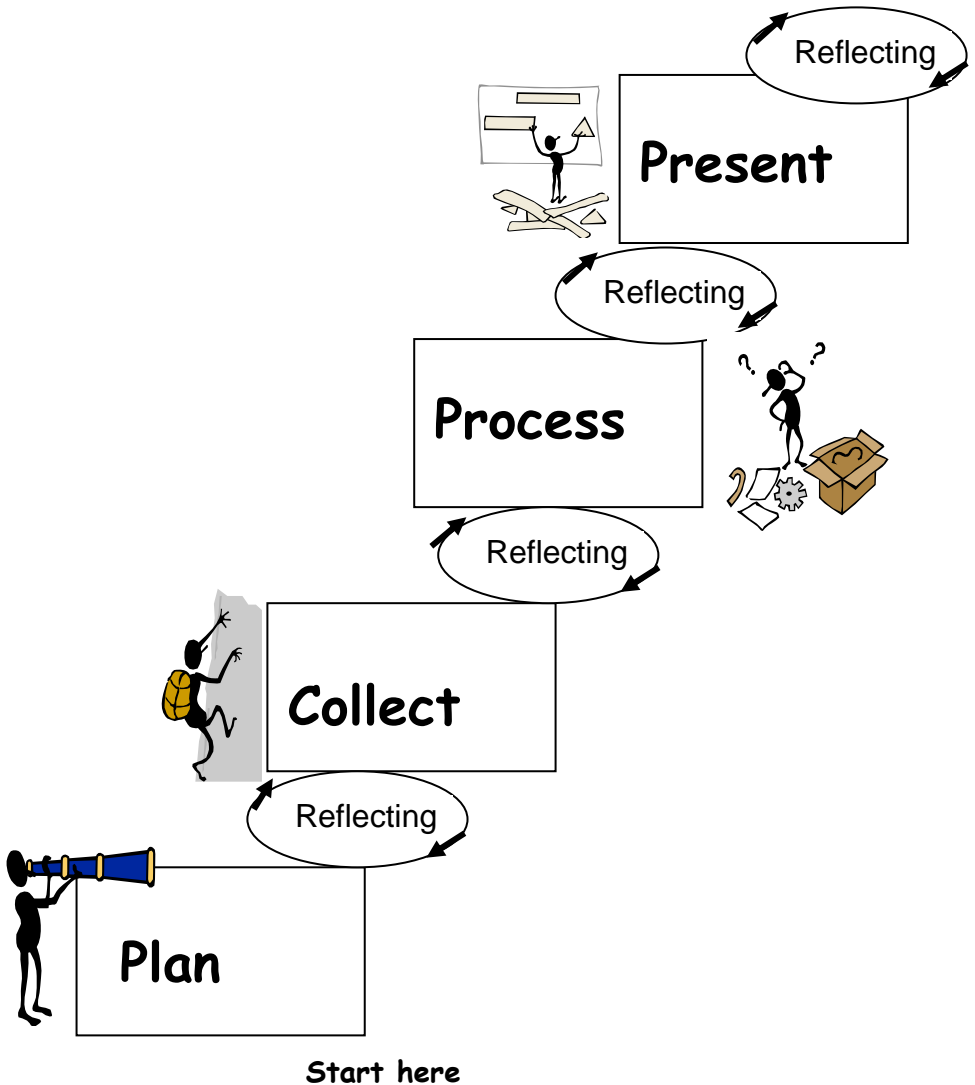 Reflecting
Present
Reflecting
Process
Reflecting
Collect
Reflecting
Plan
Start here